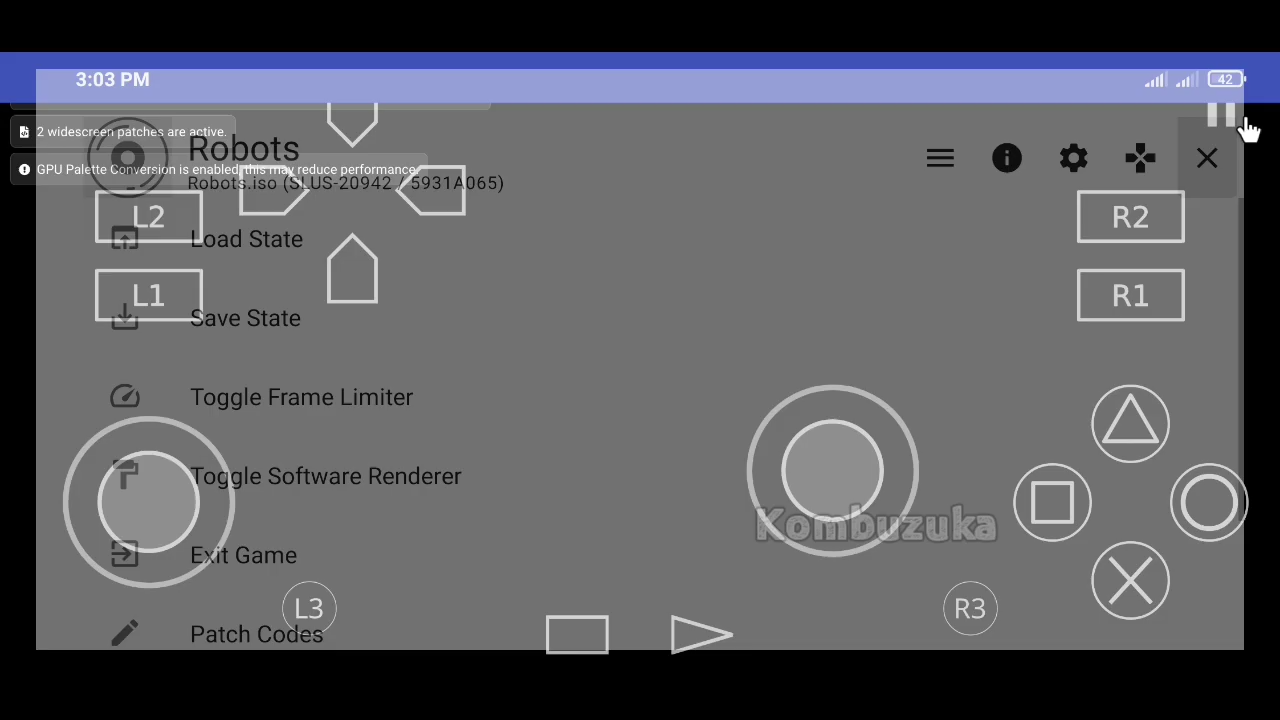 3:03 PM
42
2 widescreen patches are active.
Robots
GPU Palette Conversion is enabled, this may reduce performance.
Robots.iso (SLUS-20942 / 5931A065)
L2
R2
Load State
L1
R1
Save State
Toggle Frame Limiter
Toggle Software Renderer
Kombuzuka
Exit Game
L3
R3
Patch Codes